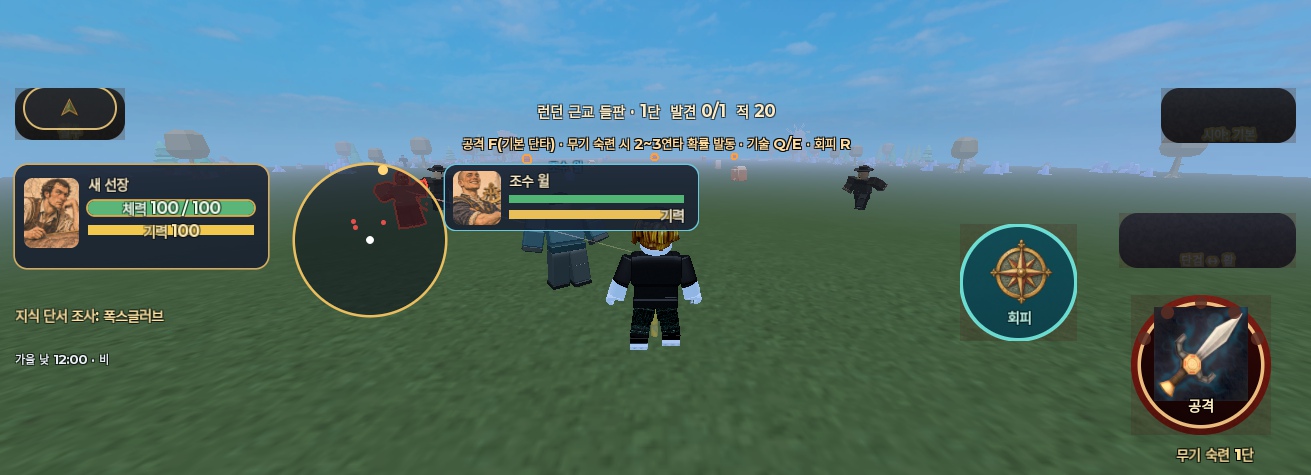 런던 근교 들판 · 1단 발견 0/1 적 20
공격 F(기본 단타) · 무기 숙련 시 2~3연타 확률 발동 · 기술 Q/E · 회피 R
새 선장
체력 100 / 100
기력 100
조수 윌
기력
지식 단서 조사: 폭스글러브
가을 낮 12:00 · 비
회피
공격
무기 숙련 1단